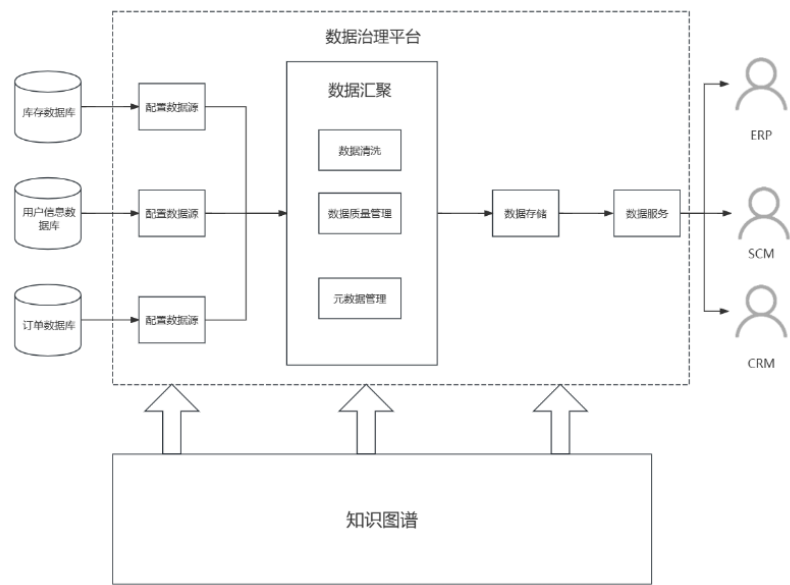 数据治理平台
数据汇聚
库存数据库
配置数据源
数据清洗
ERP
用户信息数
据库
配置数据源
数据质量管理
数据存储
数据服务
SCM
订单数据库
配置数据源
元数据管理
CRM
知识图谱